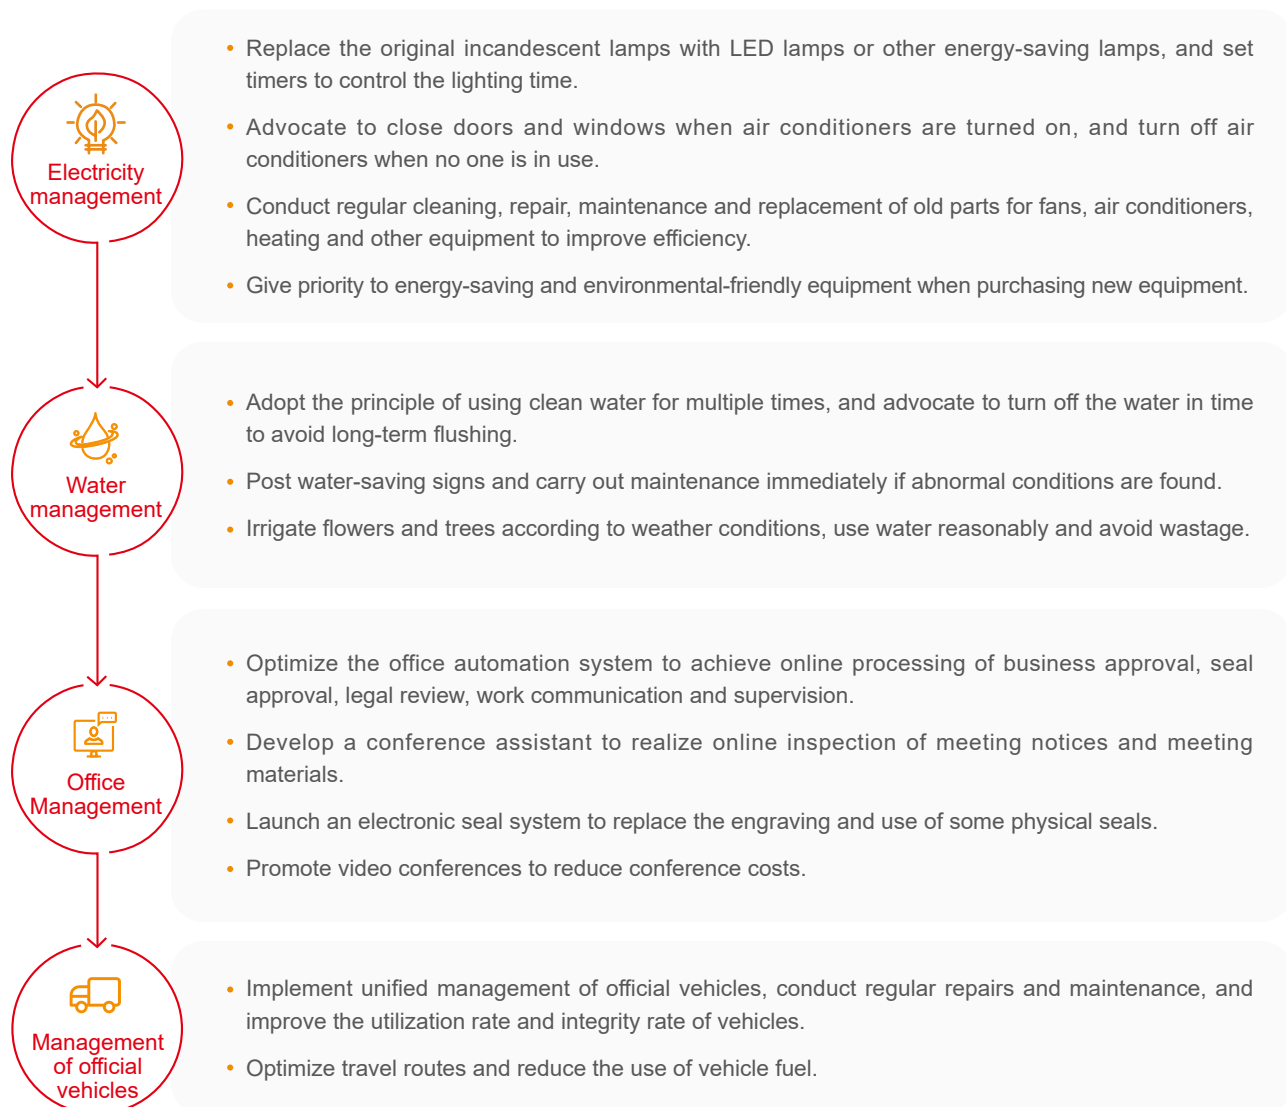 Electricity
management
• Replace the original incandescent lamps with LED lamps or other energy-saving lamps, and set
timers to control the lighting time.
• Advocate to close doors and windows when air conditioners are turned on, and turn off air
conditioners when no one is in use.
• Conduct regular cleaning, repair, maintenance and replacement of old parts for fans, air conditioners,
heating and other equipment to improve efficiency.
• Give priority to energy-saving and environmental-friendly equipment when purchasing new equipment.
Water
management
• Adopt the principle of using clean water for multiple times, and advocate to turn off the water in time
to avoid long-term flushing.
• Post water-saving signs and carry out maintenance immediately if abnormal conditions are found.
• Irrigate flowers and trees according to weather conditions, use water reasonably and avoid wastage.
Office
Management
• Optimize the office automation system to achieve online processing of business approval, seal
approval, legal review, work communication and supervision.
• Develop a conference assistant to realize online inspection of meeting notices and meeting
materials.
• Launch an electronic seal system to replace the engraving and use of some physical seals.
• Promote video conferences to reduce conference costs.
Management
of official
vehicles
• Implement unified management of official vehicles, conduct regular repairs and maintenance, and
improve the utilization rate and integrity rate of vehicles.
• Optimize travel routes and reduce the use of vehicle fuel.